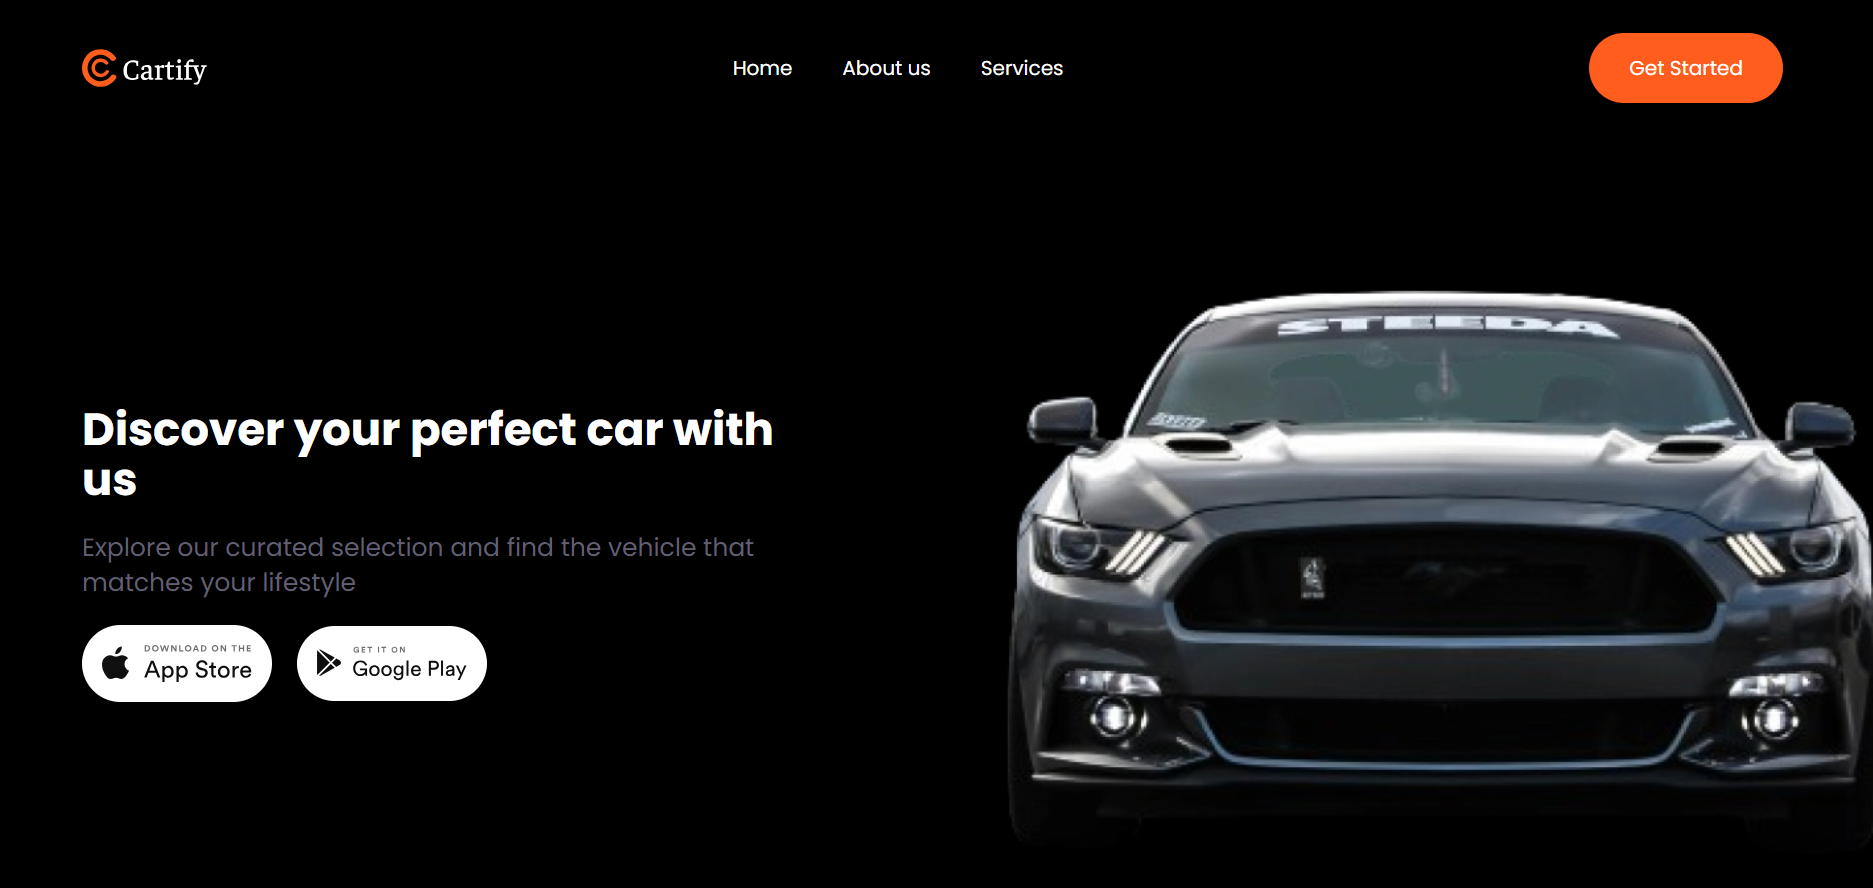 Cartify
Home
About us
Services
Get Started
STEEDA
Discover your perfect car with
us
Explore our curated selection and find the vehicle that
matches your lifestyle
DOWNLOAD ON THE
App Store
GET IT ON
Google Play